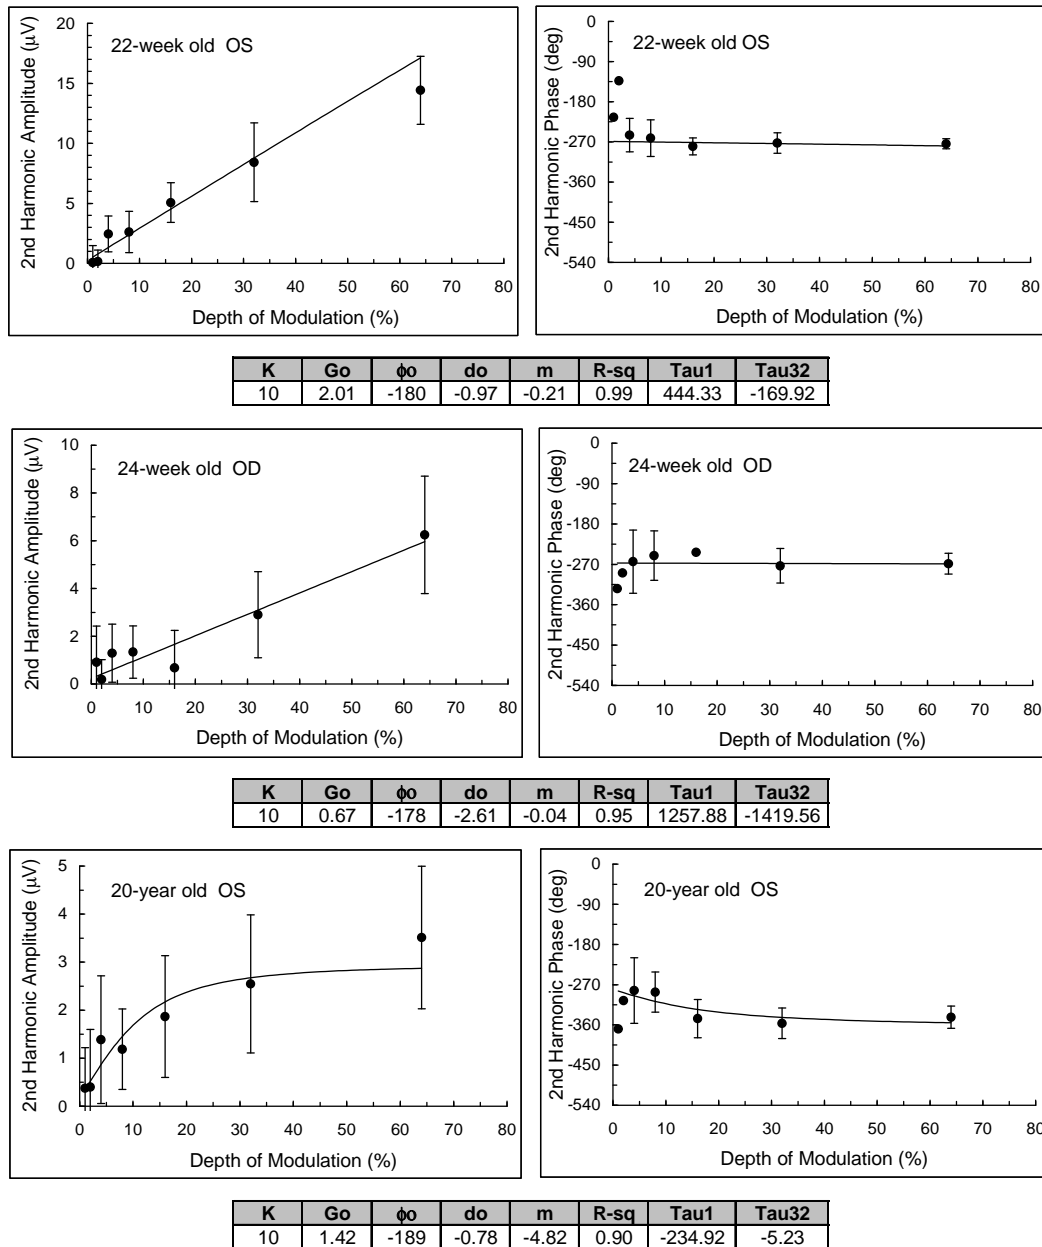 2nd Harmonic Amplitude (µV)
20
15
10
5
0
22-week old OS
0 10 20 30 40 50 60 70 80
Depth of Modulation (%)
2nd Harmonic Phase (deg)
0
-90
-180
-270
-360
-450
-540
22-week old OS
0 10 20 30 40 50 60 70 80
Depth of Modulation (%)
K Go ϕo do m R-sq Tau1 Tau32
10 2.01 -180 -0.97 -0.21 0.99 444.33 -169.92
2nd Harmonic Amplitude (µV)
10
8
6
4
2
0
24-week old OD
0 10 20 30 40 50 60 70 80
Depth of Modulation (%)
2nd Harmonic Phase (deg)
0
-90
-180
-270
-360
-450
-540
24-week old OD
0 10 20 30 40 50 60 70 80
Depth of Modulation (%)
K Go ϕo do m R-sq Tau1 Tau32
10 0.67 -178 -2.61 -0.04 0.95 1257.88 -1419.56
2nd Harmonic Amplitude (µV)
5
4
3
2
1
0
20-year old OS
0 10 20 30 40 50 60 70 80
Depth of Modulation (%)
2nd Harmonic Phase (deg)
0
-90
-180
-270
-360
-450
-540
20-year old OS
0 10 20 30 40 50 60 70 80
Depth of Modulation (%)
K Go ϕo do m R-sq Tau1 Tau32
10 1.42 -189 -0.78 -4.82 0.90 -234.92 -5.23